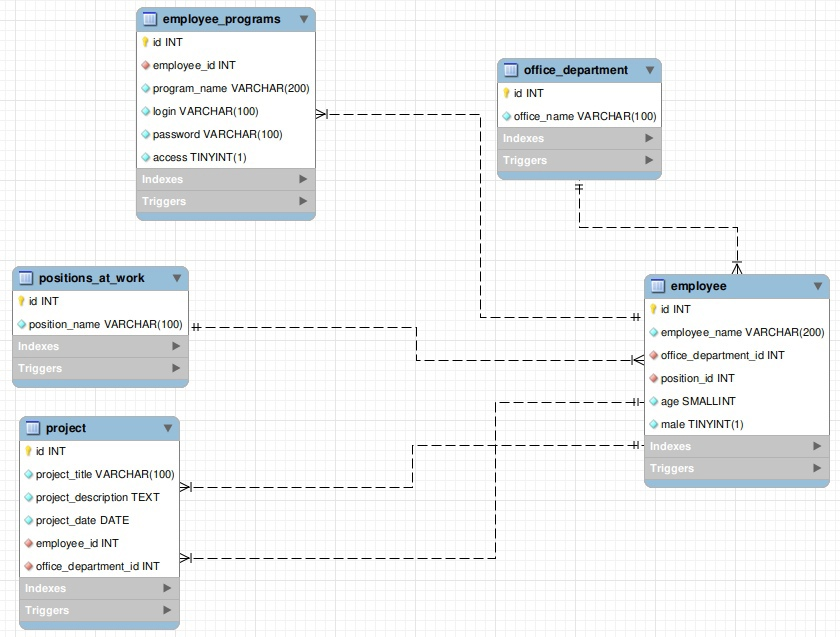 employee_programs
id INT
employee_id INT
program_name VARCHAR(200)
login VARCHAR(100)
password VARCHAR(100)
access TINYINT(1)
Indexes
Triggers
office_department
id INT
office_name VARCHAR(100)
Indexes
Triggers
positions_at_work
id INT
position_name VARCHAR(100)
Indexes
Triggers
employee
id INT
employee_name VARCHAR(200)
office_department_id INT
position_id INT
age SMALLINT
male TINYINT(1)
Indexes
Triggers
project
id INT
project_title VARCHAR(100)
project_description TEXT
project_date DATE
employee_id INT
office_department_id INT
Indexes
Triggers